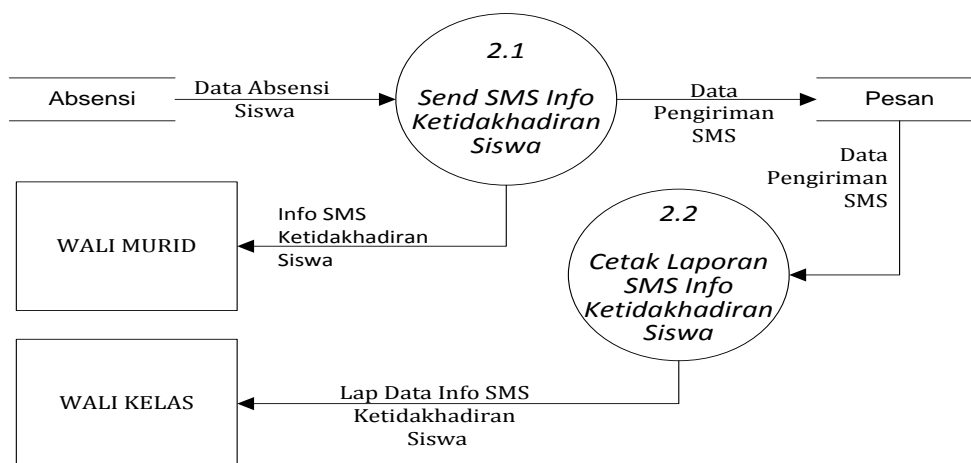 2.1
Send SMS Info
Ketidakhadiran
Siswa
Absensi
Data Absensi
Siswa
Data
Pengiriman
SMS
Pesan
Data
Pengiriman
SMS
WALI MURID
Info SMS
Ketidakhadiran
Siswa
2.2
Cetak Laporan
SMS Info
Ketidakhadiran
Siswa
WALI KELAS
Lap Data Info SMS
Ketidakhadiran
Siswa